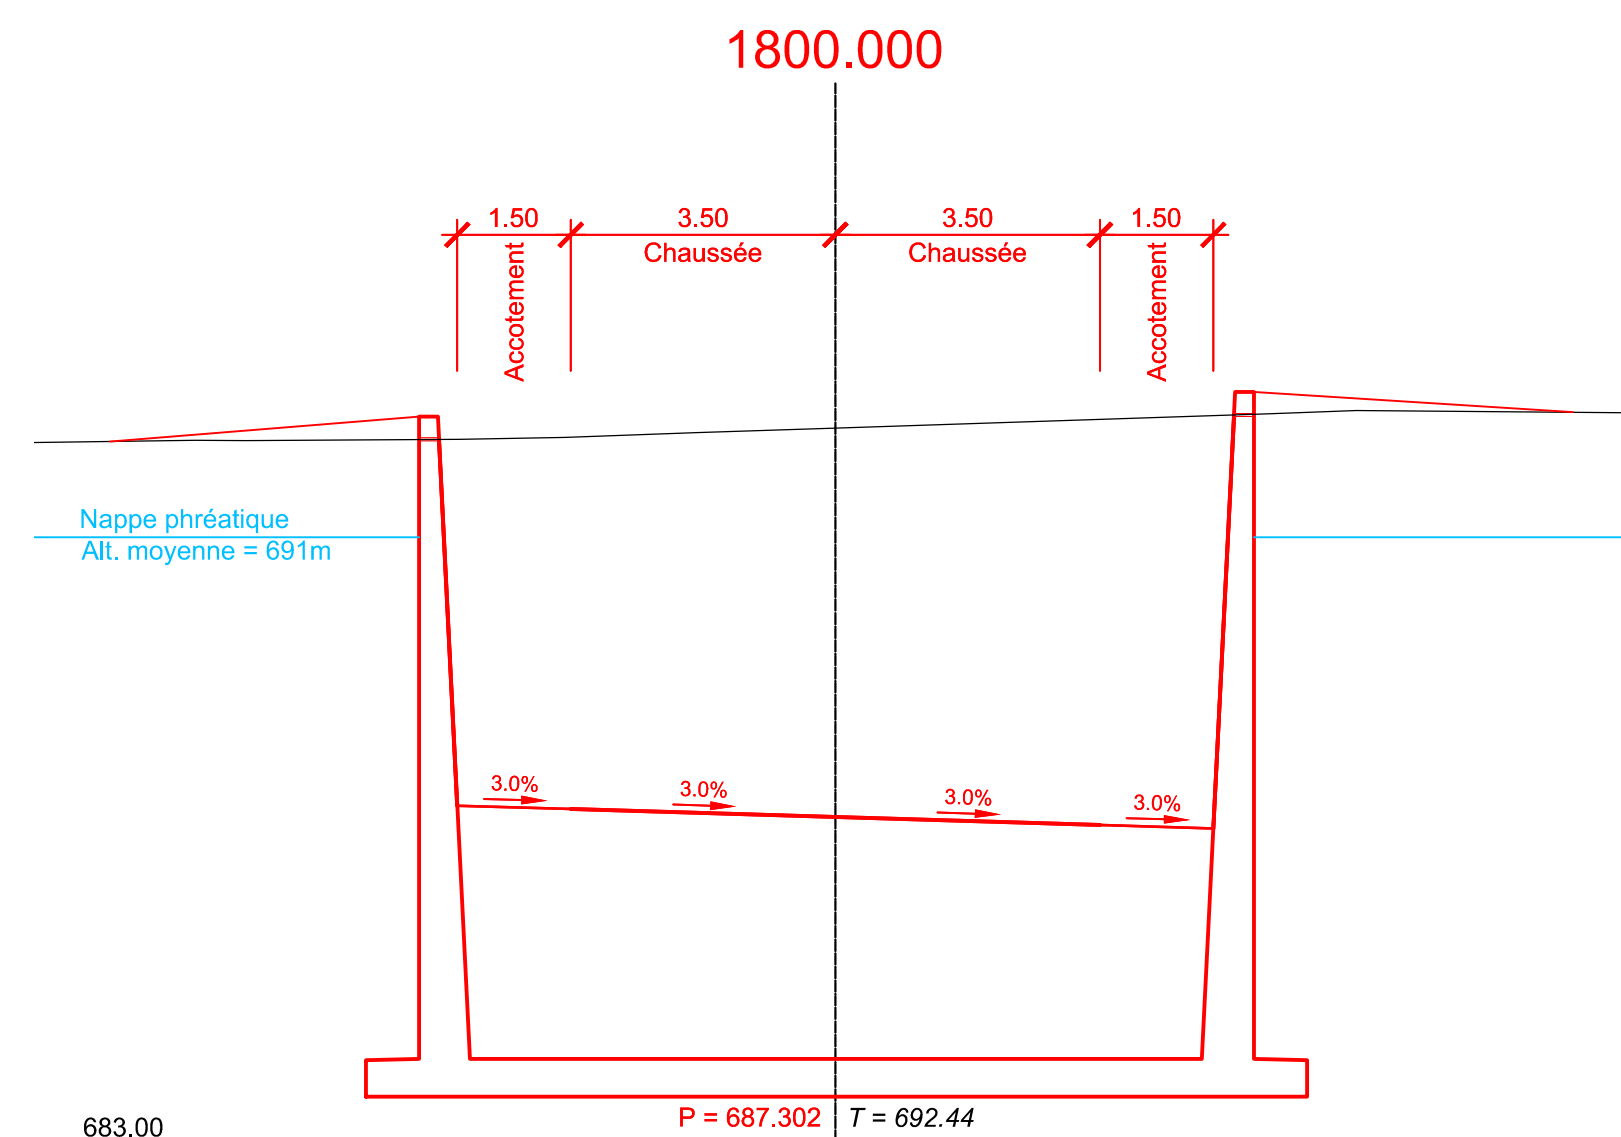 1800.000
1.50 3.50 3.50 1.50
Accotement Chaussée Chaussée Accotement
Nappe phréatique
Alt. moyenne = 691m
3.0% 3.0% 3.0% 3.0%
P = 687.302 T = 692.44
683.00